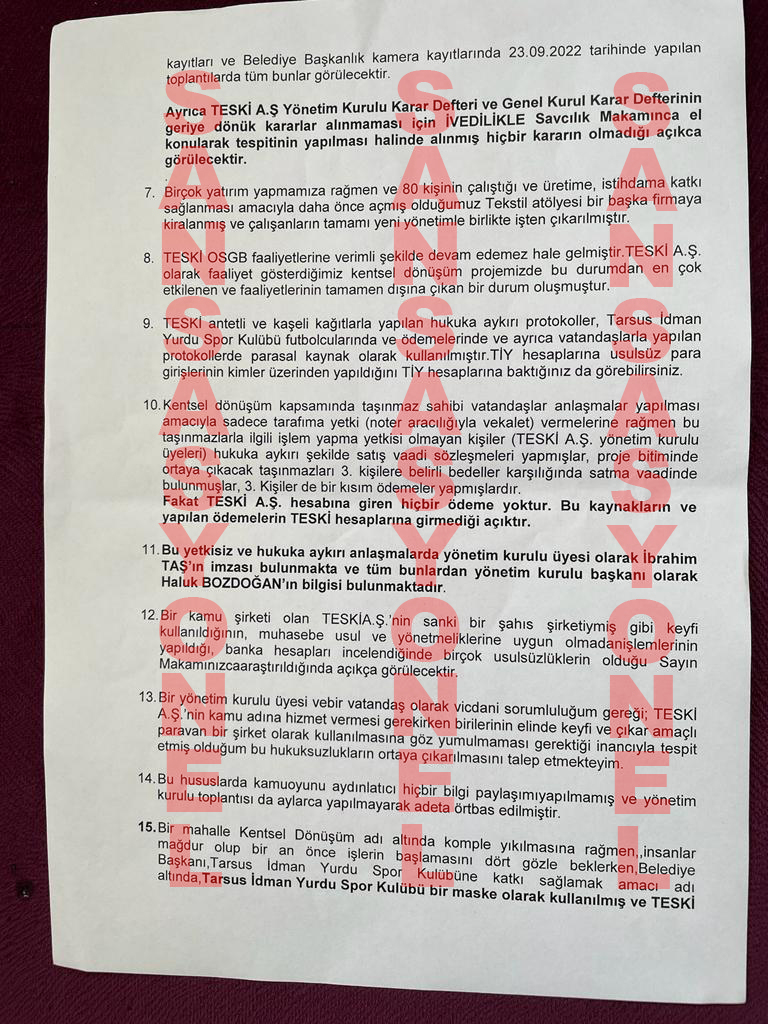 kayıtları ve Belediye Başkanlık kamera kayıtlarında 23.09.2022 tarihinde yapılan
toplantılarda tüm bunlar görülecektir.
Ayrıca TESKİ A.Ş Yönetim Kurulu Karar Defteri ve Genel Kurul Karar Defterinin
geriye dönük kararlar alınmaması için İVEDİLİKLE Savcılık Makamınca el
konularak tespitinin yapılması halinde alınmış hiçbir kararın olmadığı açıkca
görülecektir.
7. Birçok yatırım yapmamıza rağmen ve 80 kişinin çalıştığı ve üretime, istihdama katkı
sağlanması amacıyla daha önce açmış olduğumuz Tekstil atölyesi bir başka firmaya
kiralanmış ve çalışanların tamamı yeni yönetimle birlikte işten çıkarılmıştır.
8. TESKİ OSGB faaliyetlerine verimli şekilde devam edemez hale gelmiştir.TESKİ A.Ş.
olarak faaliyet gösterdiğimiz kentsel dönüşüm projemizde bu durumdan en çok
etkilenen ve faaliyetlerinin tamamen dışına çıkan bir durum oluşmuştur.
9. TESKİ antetli ve kaşeli kağıtlarla yapılan hukuka aykırı protokoller, Tarsus İdman
Yurdu Spor Kulübü futbolcularında ve ödemelerinde ve ayrıca vatandaşlarla yapılan
protokollerde parasal kaynak olarak kullanılmıştır.TİY hesaplarına usulsüz para
girişlerinin kimler üzerinden yapıldığını TİY hesaplarına baktığınız da görebilirsiniz.
10. Kentsel dönüşüm kapsamında taşınmaz sahibi vatandaşlar anlaşmalar yapılması
amacıyla sadece tarafıma yetki (noter aracılığıyla vekalet) vermelerine rağmen bu
taşınmazlarla ilgili işlem yapma yetkisi olmayan kişiler (TESKİ A.Ş. yönetim kurulu
üyeleri) hukuka aykırı şekilde satış vaadi sözleşmeleri yapmışlar, proje bitiminde
ortaya çıkacak taşınmazları 3. kişilere belirli bedeller karşılığında satma vaadinde
bulunmuşlar, 3. Kişiler de bir kısım ödemeler yapmışlardır.
Fakat TESKİ A.Ş. hesabına giren hiçbir ödeme yoktur. Bu kaynakların ve
yapılan ödemelerin TESKİ hesaplarına girmediği açıktır.
11. Bu yetkisiz ve hukuka aykırı anlaşmalarda yönetim kurulu üyesi olarak İbrahim
TAŞ'ın imzası bulunmakta ve tüm bunlardan yönetim kurulu başkanı olarak
Haluk BOZDOĞAN'ın bilgisi bulunmaktadır.
12. Bir kamu şirketi olan TESKİA.Ş.'nin sanki bir şahıs şirketiymiş gibi keyfi
kullanıldığının, muhasebe usul ve yönetmeliklerine uygun olmadanişlemlerinin
yapıldığı, banka hesapları incelendiğinde birçok usulsüzlüklerin olduğu Sayın
Makamınızcaaraştırıldığında açıkça görülecektir.
13. Bir yönetim kurulu üyesi vebir vatandaş olarak vicdani sorumluluğum gereği; TESKİ
A.Ş.'nin kamu adına hizmet vermesi gerekirken birilerinin elinde keyfi ve çıkar amaçlı
paravan bir şirket olarak kullanılmasına göz yumulmaması gerektiği inancıyla tespit
etmiş olduğum bu hukuksuzlukların ortaya çıkarılmasını talep etmekteyim.
14. Bu hususlarda kamuoyunu aydınlatıcı hiçbir bilgi paylaşımıyapılmamış ve yönetim
kurulu toplantısı da aylarca yapılmayarak adeta örtbas edilmiştir.
15. Bir mahalle Kentsel Dönüşüm adı altında komple yıkılmasına rağmen,,insanlar
mağdur olup bir an önce işlerin başlamasını dört gözle beklerken,Belediye
Başkanı,Tarsus İdman Yurdu Spor Kulübüne katkı sağlamak amacı adı
altında,Tarsus İdman Yurdu Spor Kulübü bir maske olarak kullanılmış ve TESKİ
SANSASYONEL
SANSASYONEL
SANSASYONEL